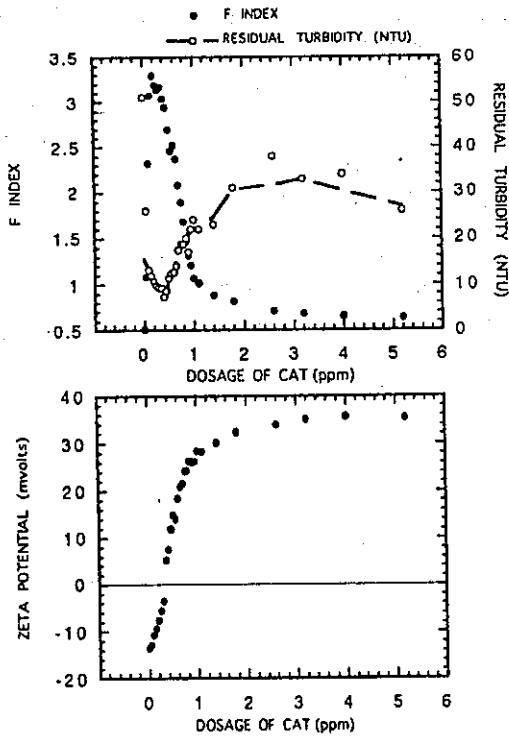 F INDEX
RESIDUAL TURBIDITY (NTU)
3.5
3
2.5
2
1.5
1
0.5
F INDEX
60
50
40
30
20
10
0
RESIDUAL TURBIDITY
(NTU)
0 1 2 3 4 5 6
DOSAGE OF CAT (ppm)
40
30
20
10
0
-10
-20
ZETA POTENTIAL (mvolts)
0 1 2 3 4 5 6
DOSAGE OF CAT (ppm)